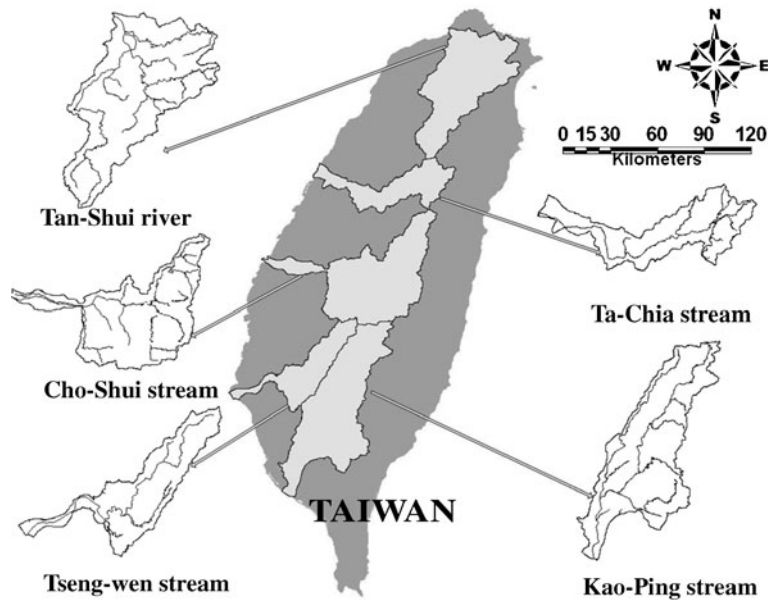 N
W E
S
0 15 30 60 90 120
Kilometers
Tan-Shui river
Ta-Chia stream
Cho-Shui stream
TAIWAN
Tseng-wen stream
Kao-Ping stream